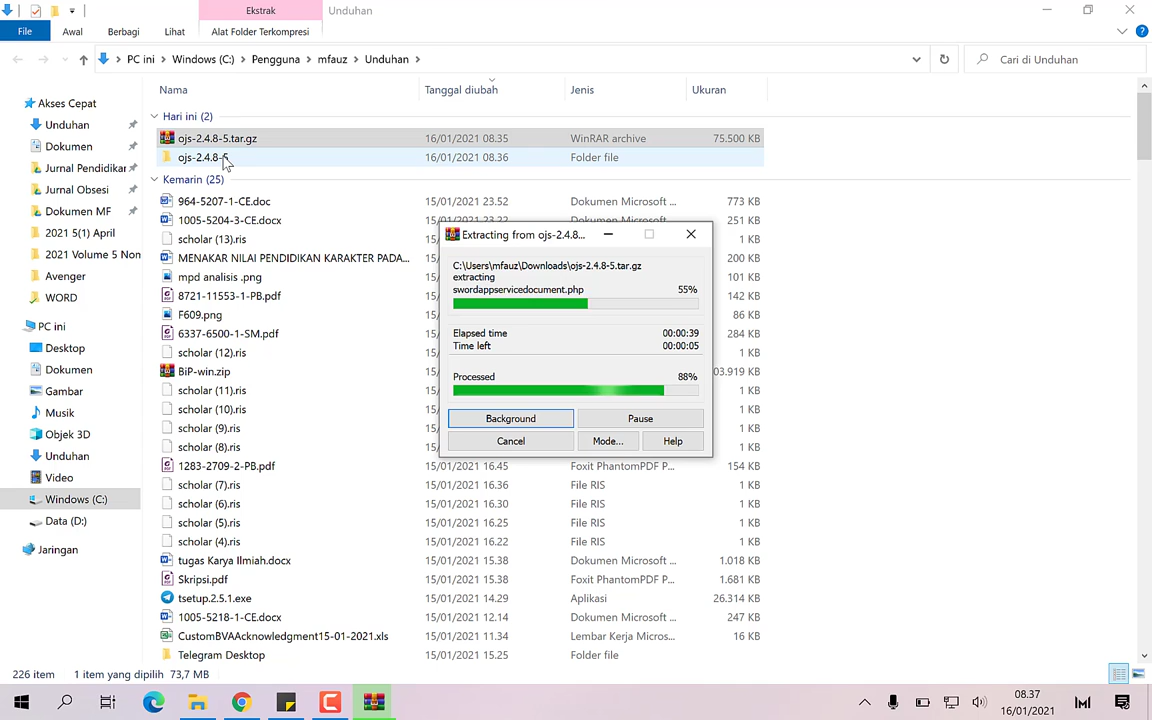 Ekstrak
Unduhan
File
Awal
Berbagi
Lihat
Alat Folder Terkompresi
PC ini
Windows (C:)
Pengguna
mfauz
Unduhan
Cari di Unduhan
Nama
Tanggal diubah
Jenis
Ukuran
Akses Cepat
Unduhan
Dokumen
Jurnal Pendidikar
Jurnal Obsesi
Dokumen MF
2021 5(1) April
2021 Volume 5 Non
Avenger
WORD
PC ini
Desktop
Dokumen
Gambar
Musik
Objek 3D
Unduhan
Video
Windows (C:)
Data (D:)
Jaringan
Hari ini (2)
ojs-2.4.8-5.tar.gz 16/01/2021 08.35 WinRAR archive 75.500 KB
ojs-2.4.8-5 16/01/2021 08.36 Folder file
Kemarin (25)
964-5207-1-CE.doc 15/01/2021 23.52 Dokumen Microsoft ... 773 KB
1005-5204-3-CE.docx 15/01/2021 23.22 Dokumen Microsoft ... 251 KB
scholar (13).ris 1 KB
MENAKAR NILAI PENDIDIKAN KARAKTER PADA... 200 KB
mpd analisis .png 101 KB
8721-11553-1-PB.pdf 142 KB
F609.png 86 KB
6337-6500-1-SM.pdf 284 KB
scholar (12).ris 1 KB
BiP-win.zip 03.919 KB
scholar (11).ris 1 KB
scholar (10).ris 1 KB
scholar (9).ris 1 KB
scholar (8).ris 1 KB
1283-2709-2-PB.pdf 15/01/2021 16.45 Foxit PhantomPDF P... 154 KB
scholar (7).ris 15/01/2021 16.36 File RIS 1 KB
scholar (6).ris 15/01/2021 16.30 File RIS 1 KB
scholar (5).ris 15/01/2021 16.25 File RIS 1 KB
scholar (4).ris 15/01/2021 16.22 File RIS 1 KB
tugas Karya Ilmiah.docx 15/01/2021 15.38 Dokumen Microsoft ... 1.018 KB
Skripsi.pdf 15/01/2021 15.38 Foxit PhantomPDF P... 1.681 KB
tsetup.2.5.1.exe 15/01/2021 14.29 Aplikasi 26.314 KB
1005-5218-1-CE.docx 15/01/2021 12.14 Dokumen Microsoft ... 247 KB
CustomBVAAcknowledgment15-01-2021.xls 15/01/2021 11.34 Lembar Kerja Micros... 16 KB
Telegram Desktop 15/01/2021 15.25 Folder file
Extracting from ojs-2.4.8...
C:\Users\mfauz\Downloads\ojs-2.4.8-5.tar.gz
extracting
swordappservicedocument.php 55%
Elapsed time 00:00:39
Time left 00:00:05
Processed 88%
Background
Pause
Cancel
Mode...
Help
226 item 1 item yang dipilih 73,7 MB
08.37
16/01/2021